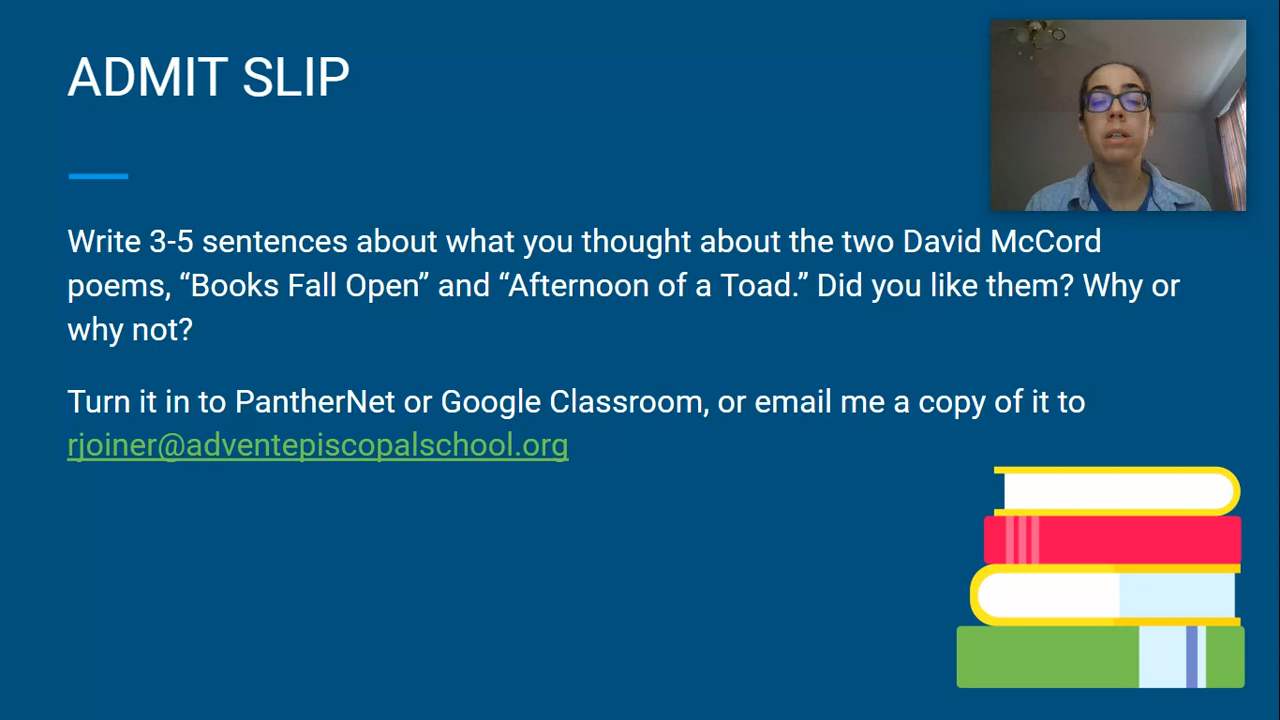 ADMIT SLIP
Write 3-5 sentences about what you thought about the two David McCord
poems, “Books Fall Open” and “Afternoon of a Toad.” Did you like them? Why or
why not?
Turn it in to PantherNet or Google Classroom, or email me a copy of it to
rjoiner@adventepiscopalschool.org